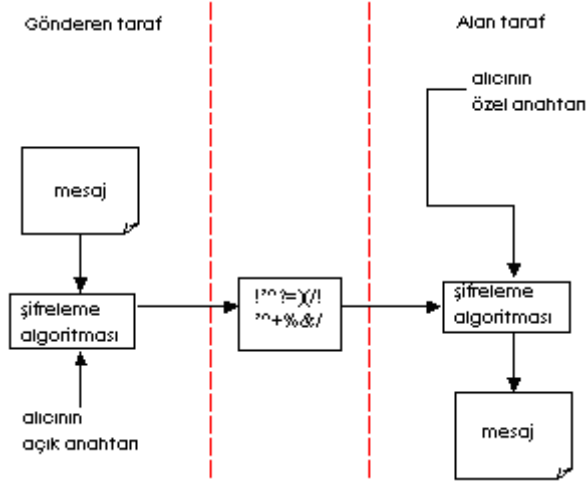 Gönderen taraf
Alan taraf
alıcının
özel anahtarı
mesaj
şifreleme
algoritması
!'^?=)(/!
'^+%&/
şifreleme
algoritması
alıcının
açık anahtarı
mesaj